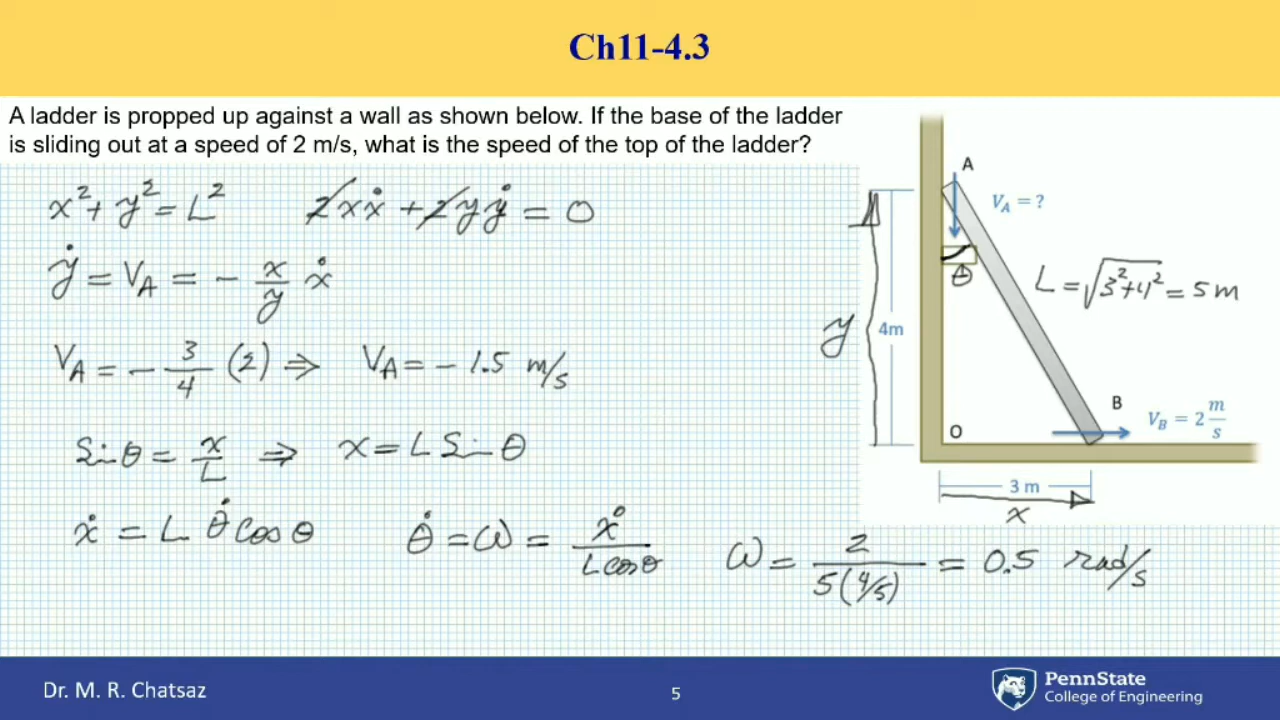 Ch11-4.3
A ladder is propped up against a wall as shown below. If the base of the ladder
is sliding out at a speed of 2 m/s, what is the speed of the top of the ladder?
x² + y² = L²    2xẋ + 2yẏ = 0
ẏ = V_A = - x/y ẋ
V_A = - 3/4 (2) ⇒ V_A = - 1.5 m/s
Sinθ = x/L ⇒ x = L Sin θ
ẋ = L θ̇ Cos θ    θ̇ = ω = ẋ/(L cosθ)    ω = 2/(5(4/5)) = 0.5 rad/s
A
V_A = ?
θ
L = √(3²+4²) = 5 m
y
4m
B
V_B = 2 m/s
O
3 m
x
Dr. M. R. Chatsaz
5
PennState
College of Engineering